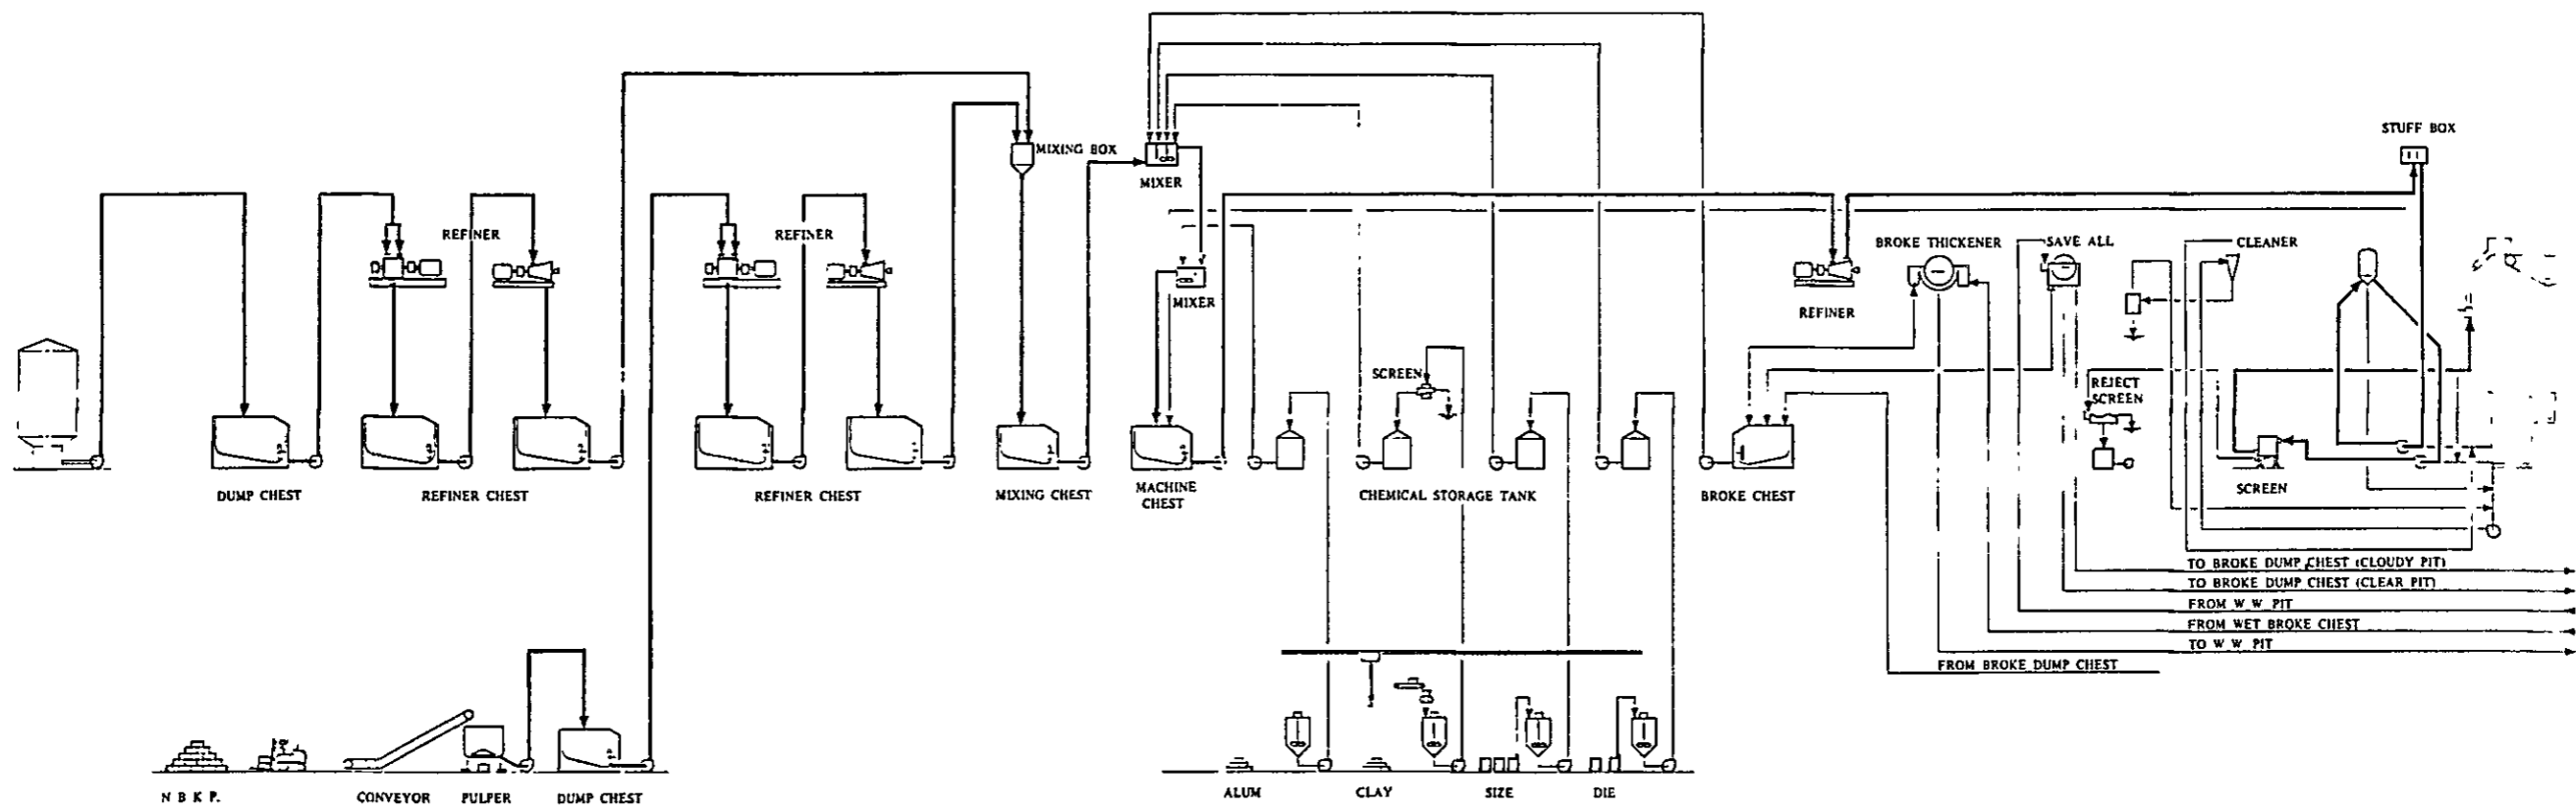 STUFF BOX
MIXING BOX
MIXER
REFINER
REFINER
BROKE THICKENER
SAVE ALL
CLEANER
MIXER
REFINER
SCREEN
REJECT
SCREEN
DUMP CHEST
REFINER CHEST
REFINER CHEST
MIXING CHEST
MACHINE
CHEST
CHEMICAL STORAGE TANK
BROKE CHEST
SCREEN
TO BROKE DUMP CHEST (CLOUDY PIT)
TO BROKE DUMP CHEST (CLEAR PIT)
FROM W W PIT
FROM WET BROKE CHEST
TO W W PIT
FROM BROKE DUMP CHEST
N B K P.
CONVEYOR
PULPER
DUMP CHEST
ALUM
CLAY
SIZE
DIE